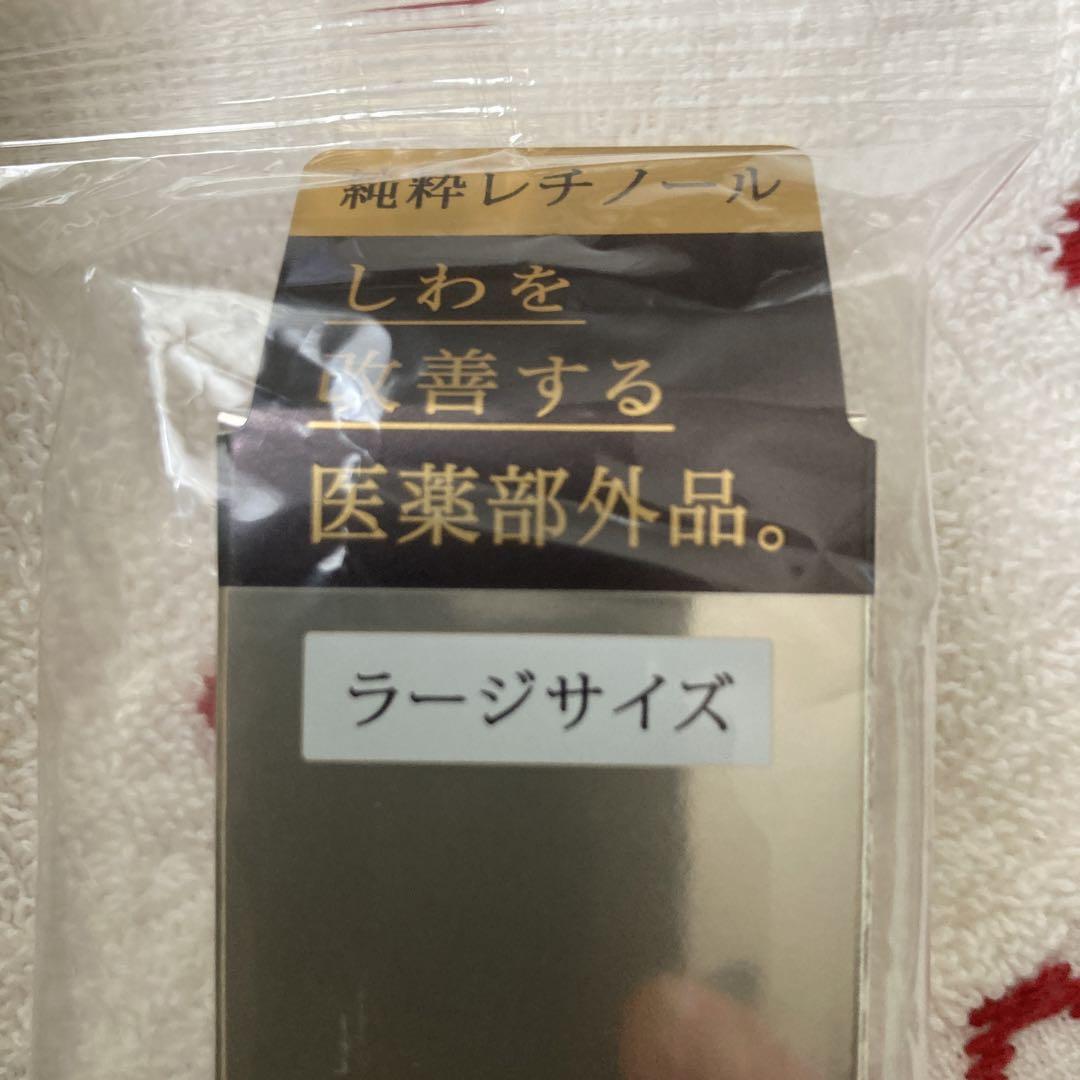 純粋レチノール
しわを
改善する
医薬部外品。
ラージサイズ